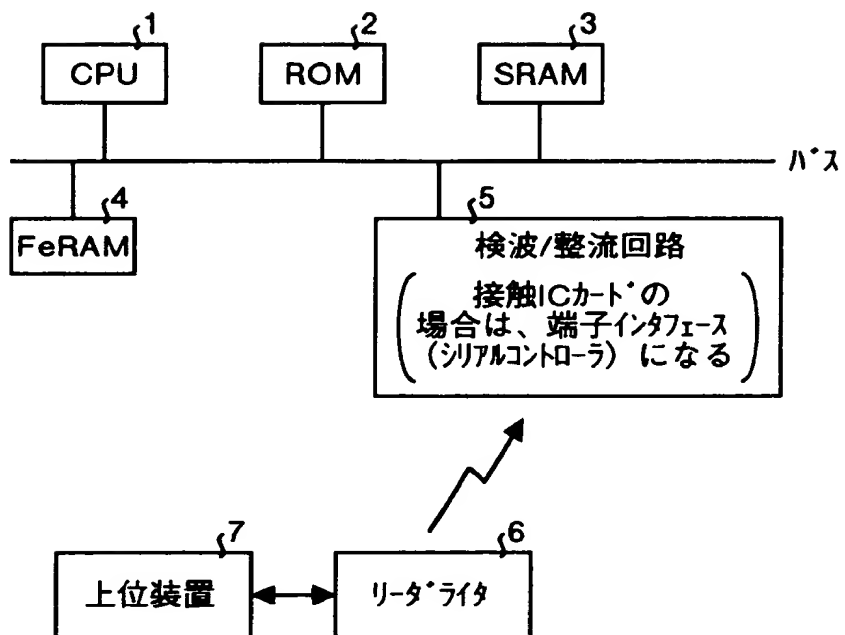 1
CPU
2
ROM
3
SRAM
バス
4
FeRAM
5
検波/整流回路
接触ICカードの
場合は、端子インタフェース
(シリアルコントローラ) になる
7
上位装置
6
リーダライタ